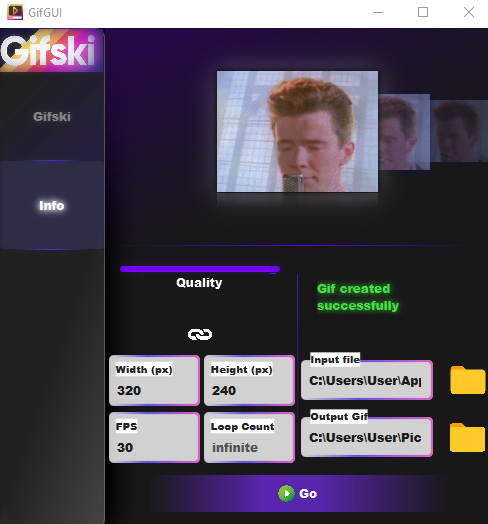 GifGUI
Gifski
Gifski
Info
Quality
Gif created
successfully
Width (px)
320
Height (px)
240
FPS
30
Loop Count
infinite
Input file
C:\Users\User\App
Output Gif
C:\Users\User\Pic
Go